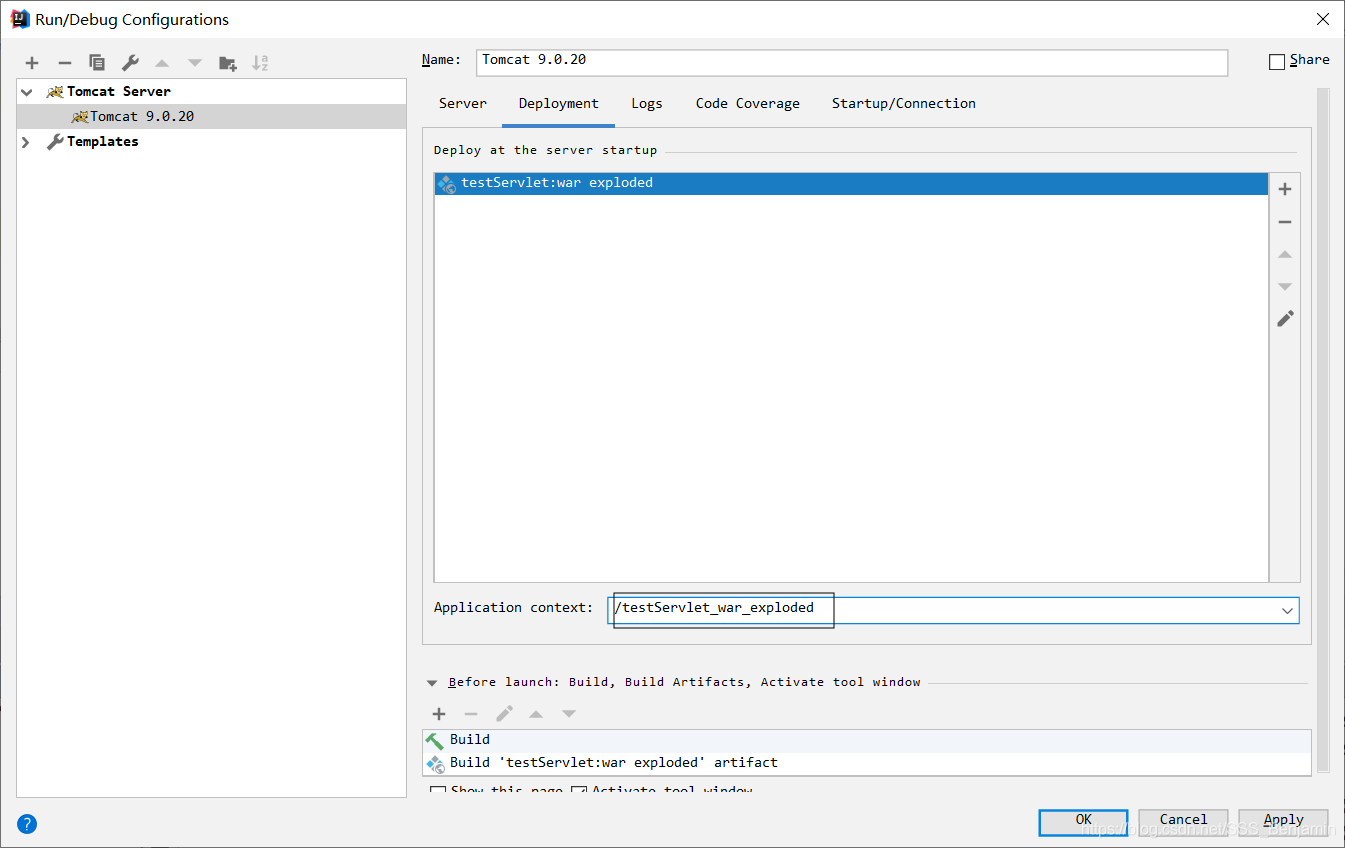 Run/Debug Configurations
Name: Tomcat 9.0.20
Share
Tomcat Server
Tomcat 9.0.20
Templates
Server Deployment Logs Code Coverage Startup/Connection
Deploy at the server startup
testServlet:war exploded
Application context: /testServlet_war_exploded
Before launch: Build, Build Artifacts, Activate tool window
Build
Build 'testServlet:war exploded' artifact
Show this page Activate tool window
?
OK Cancel Apply
https://blog.csdn.net/SSS_Benjamin